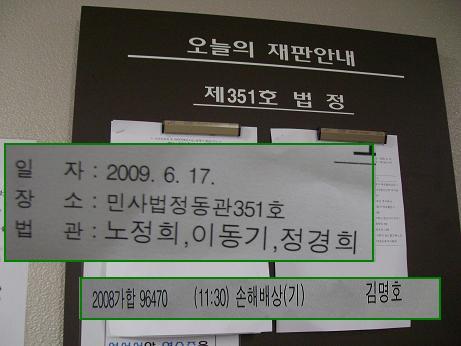 오늘의 재판안내
제351호 법정
일 자 : 2009. 6. 17.
장 소 : 민사법정동관351호
법 관 : 노정희,이동기,정경희
2008가합 96470 (11:30) 손해배상(기) 김명호